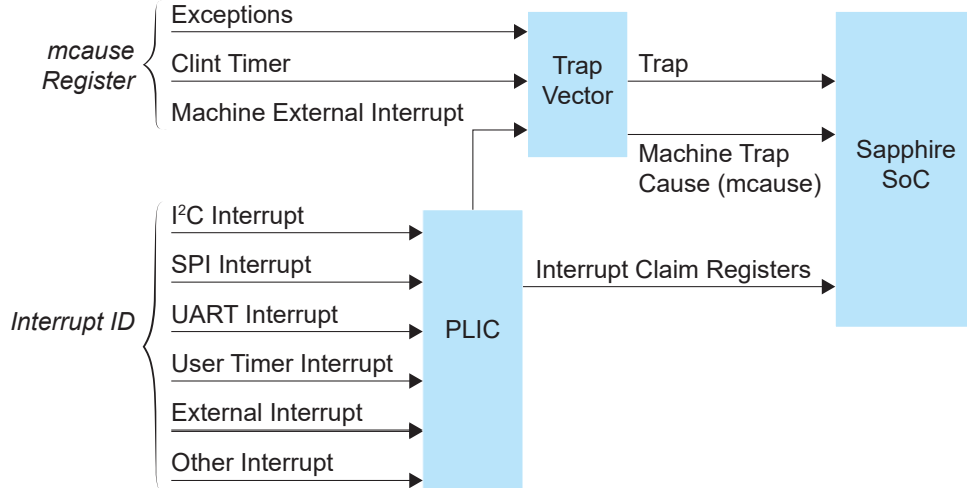 mcause
Register
Exceptions
Clint Timer
Machine External Interrupt
Trap
Vector
Trap
Machine Trap
Cause (mcause)
Sapphire
SoC
Interrupt ID
I²C Interrupt
SPI Interrupt
UART Interrupt
User Timer Interrupt
External Interrupt
Other Interrupt
PLIC
Interrupt Claim Registers